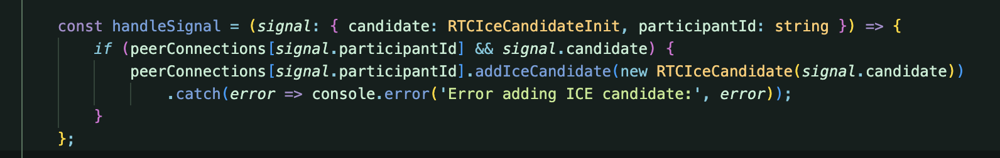 const handleSignal = (signal: { candidate: RTCIceCandidateInit, participantId: string }) => {
if (peerConnections[signal.participantId] && signal.candidate) {
peerConnections[signal.participantId].addIceCandidate(new RTCIceCandidate(signal.candidate))
.catch(error => console.error('Error adding ICE candidate:', error));
}
};